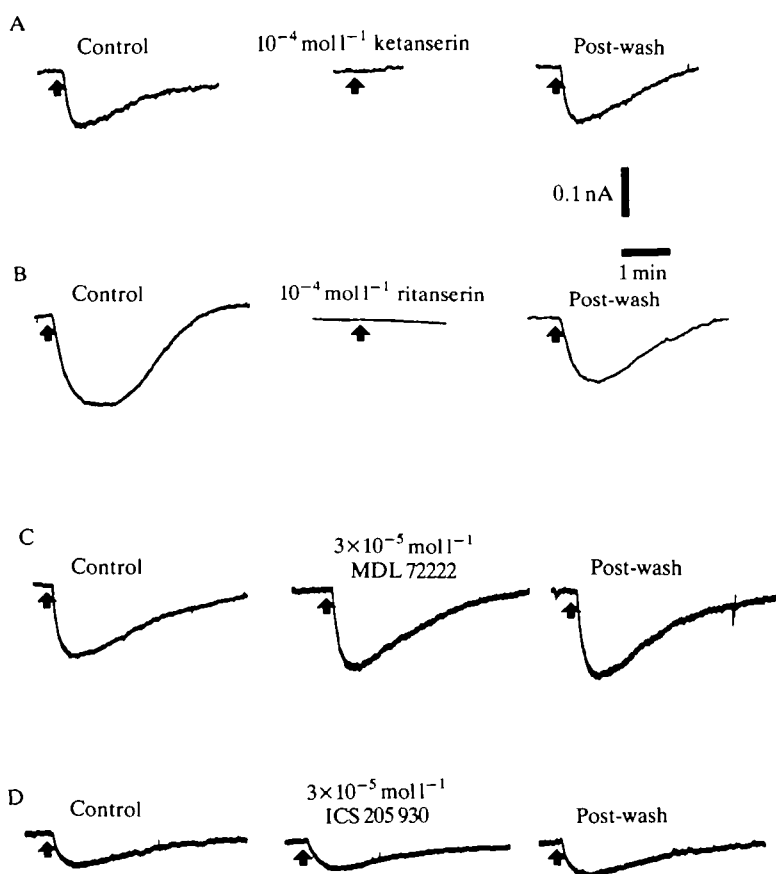 A
Control
10⁻⁴ mol l⁻¹ ketanserin
Post-wash
0.1 nA
1 min
B
Control
10⁻⁴ mol l⁻¹ ritanserin
Post-wash
C
Control
3×10⁻⁵ mol l⁻¹
MDL 72222
Post-wash
D
Control
3×10⁻⁵ mol l⁻¹
ICS 205 930
Post-wash